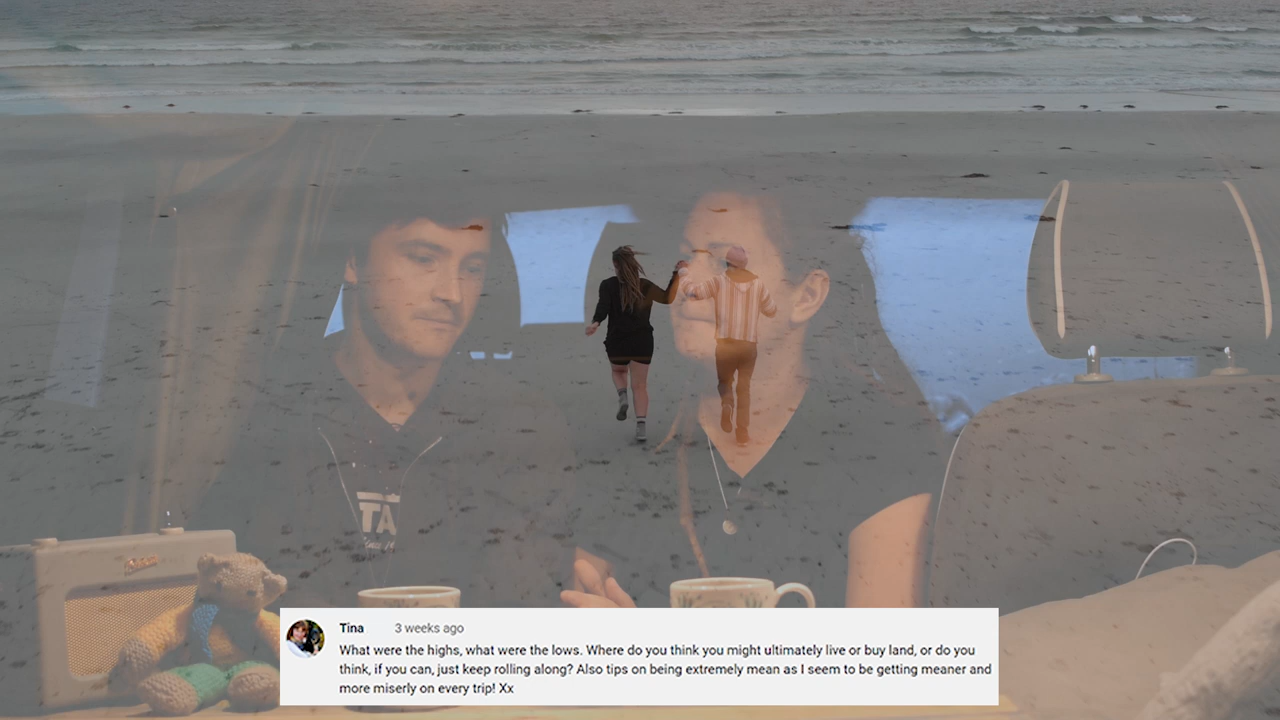 TA
Tina 3 weeks ago
What were the highs, what were the lows. Where do you think you might ultimately live or buy land, or do you
think, if you can, just keep rolling along? Also tips on being extremely mean as I seem to be getting meaner and
more miserly on every trip! Xx